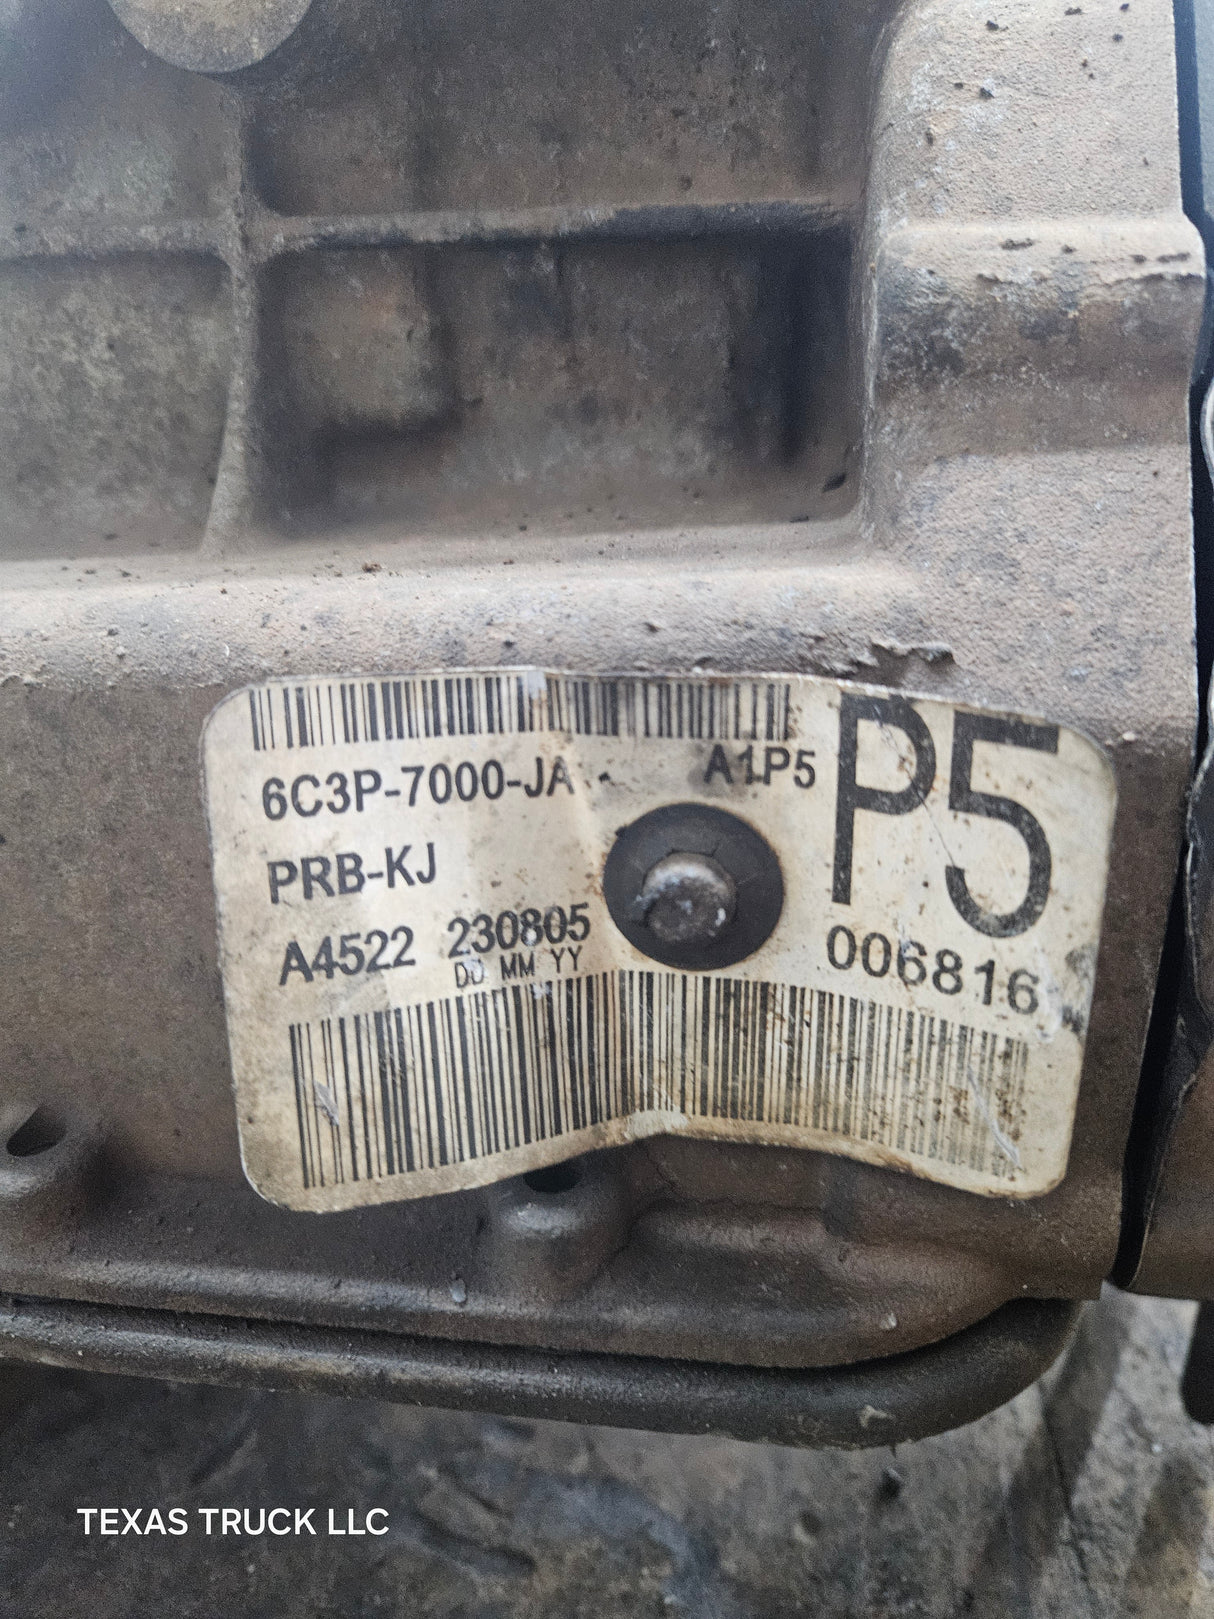 6C3P-7000-JA A1P5
P5
PRB-KJ
A4522 230805
DD MM YY
006816
TEXAS TRUCK LLC